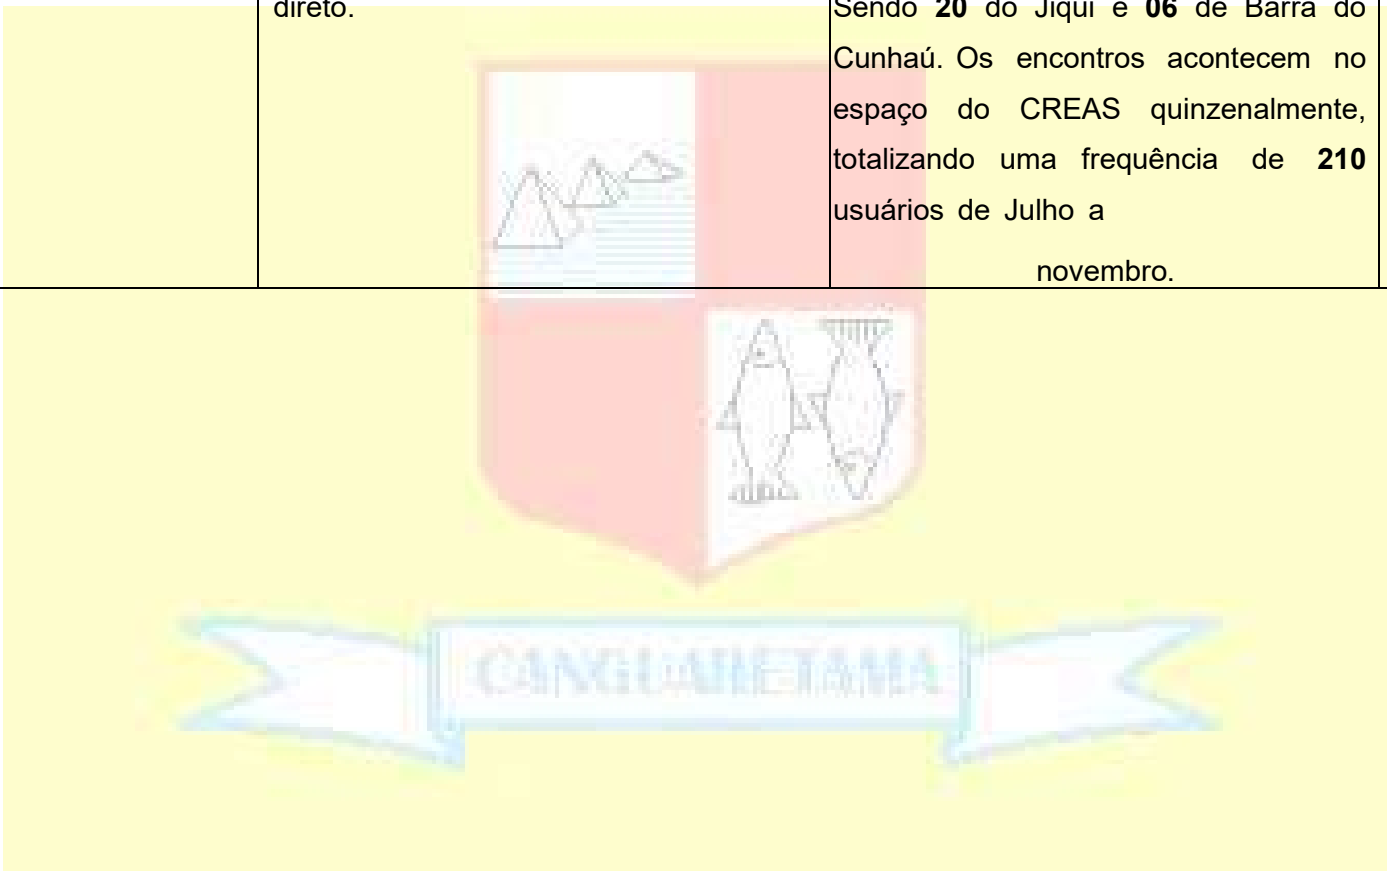 direto.
Sendo 20 do Jiqui e 06 de Barra do
Cunhaú. Os encontros acontecem no
espaço do CREAS quinzenalmente,
totalizando uma frequência de 210
usuários de Julho a
novembro.
CANGUARETAMA